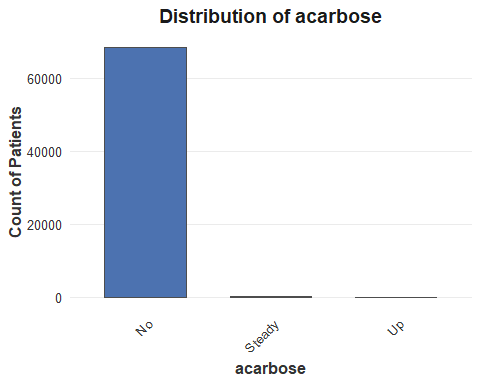 Distribution of acarbose
Count of Patients
60000
40000
20000
0
No
Steady
Up
acarbose